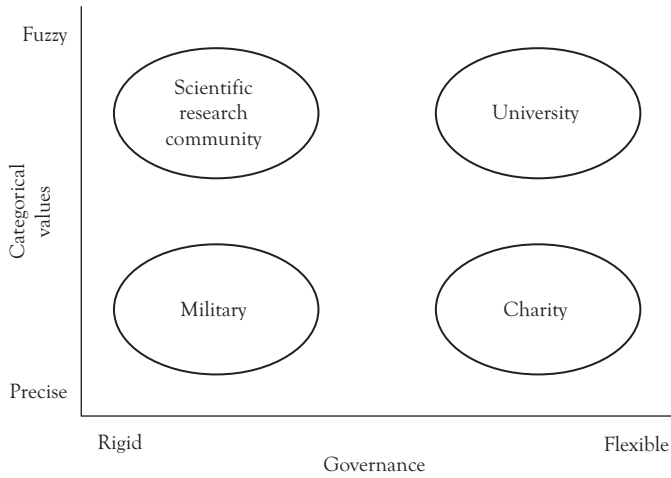 Fuzzy
Scientific
research
community
University
Categorical
values
Military
Charity
Precise
Rigid
Flexible
Governance